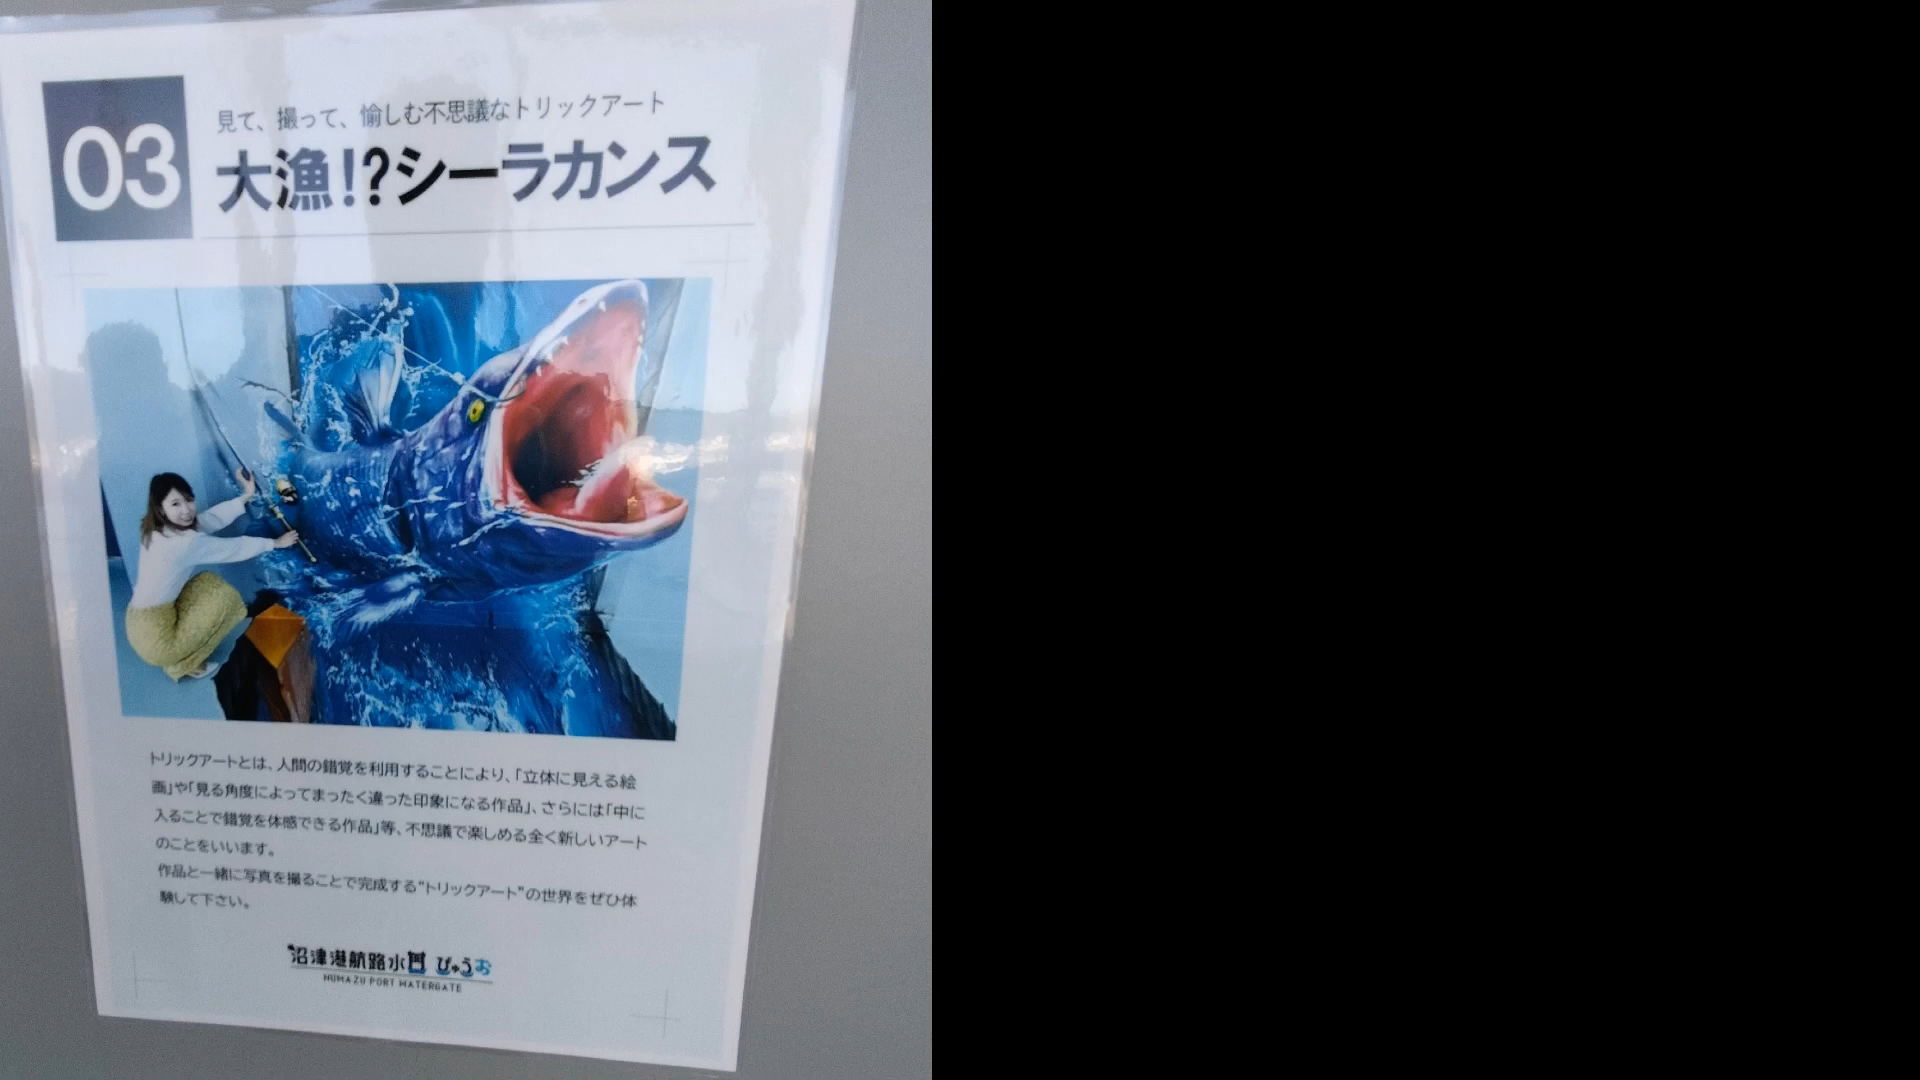 03
見て、撮って、愉しむ不思議なトリックアート
大漁!?シーラカンス
トリックアートとは、人間の錯覚を利用することにより、「立体に見える絵
画」や「見る角度によってまったく違った印象になる作品」、さらには「中に
入ることで錯覚を体感できる作品」等、不思議で楽しめる全く新しいアート
のことをいいます。
作品と一緒に写真を撮ることで完成する"トリックアート"の世界をぜひ体
験して下さい。
沼津港航路水門 びゅうお
NUMAZU PORT WATERGATE